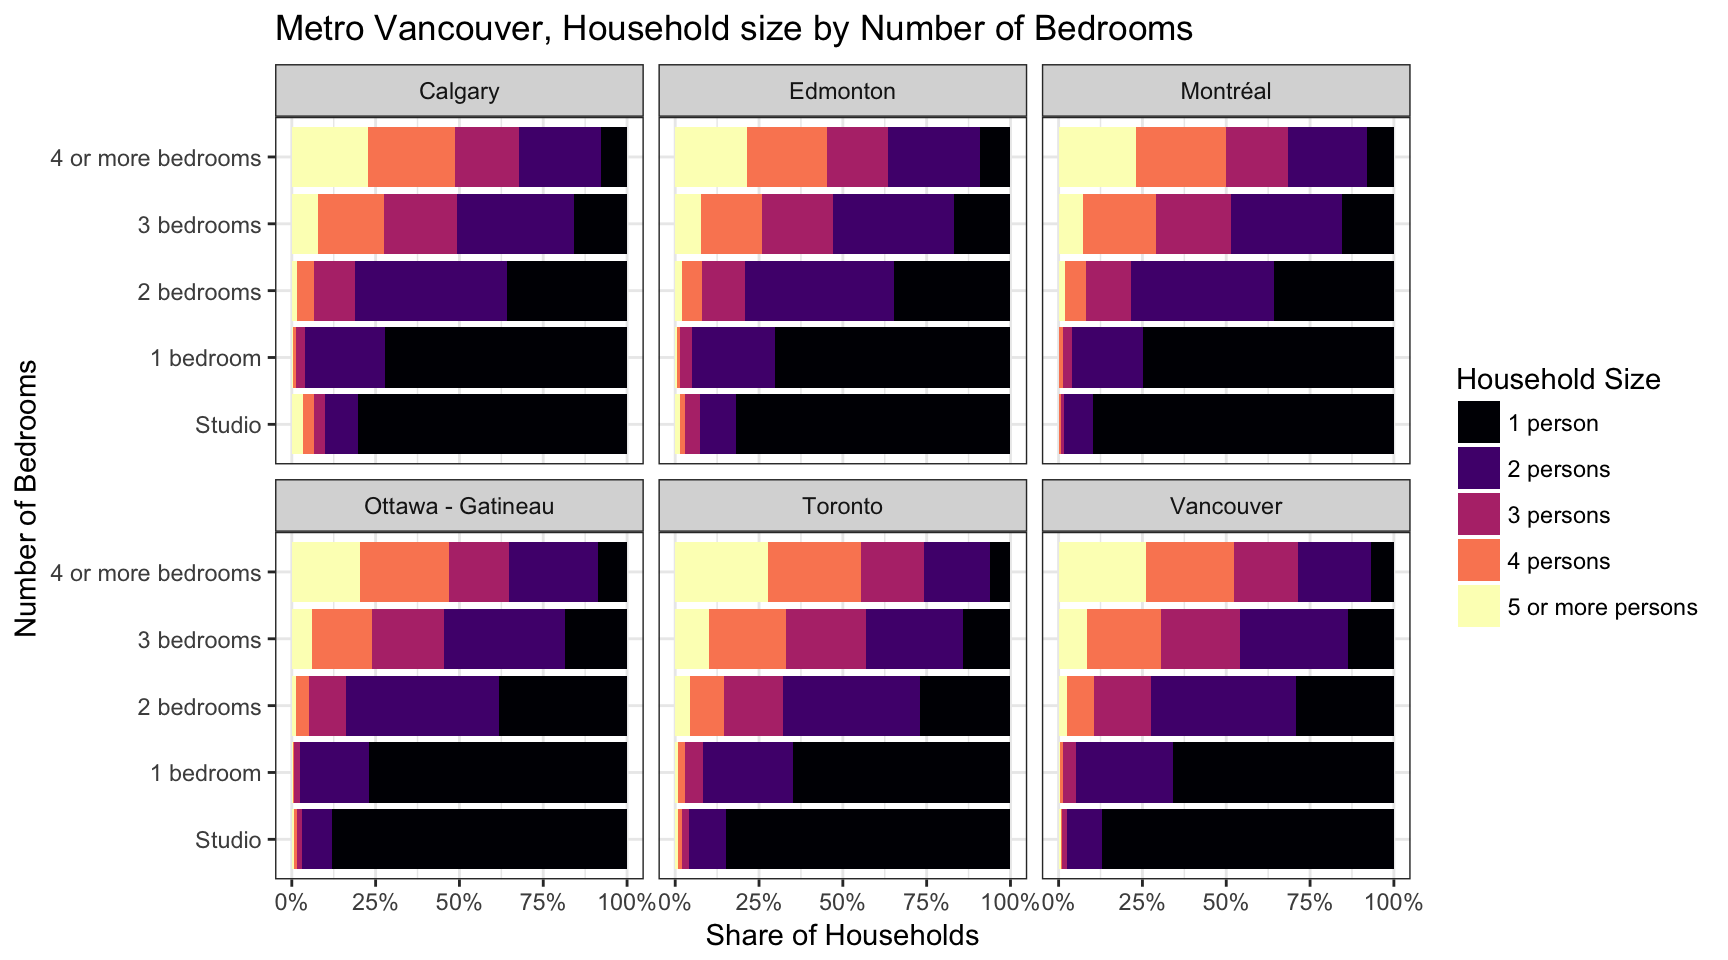 Metro Vancouver, Household size by Number of Bedrooms
Calgary
Edmonton
Montréal
4 or more bedrooms
3 bedrooms
2 bedrooms
1 bedroom
Studio
Ottawa - Gatineau
Toronto
Vancouver
4 or more bedrooms
3 bedrooms
2 bedrooms
1 bedroom
Studio
0% 25% 50% 75% 100%
0% 25% 50% 75% 100%
0% 25% 50% 75% 100%
Share of Households
Number of Bedrooms
Household Size
1 person
2 persons
3 persons
4 persons
5 or more persons